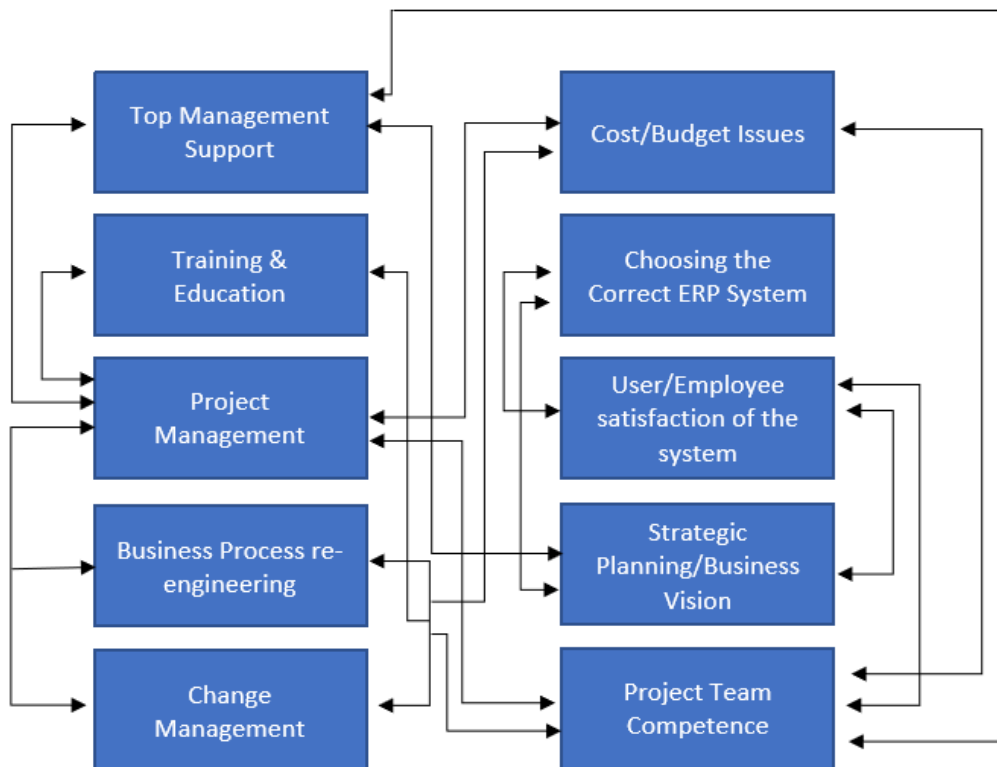 Top Management
Support
Training &
Education
Project
Management
Business Process re-
engineering
Change
Management
Cost/Budget Issues
Choosing the
Correct ERP System
User/Employee
satisfaction of the
system
Strategic
Planning/Business
Vision
Project Team
Competence